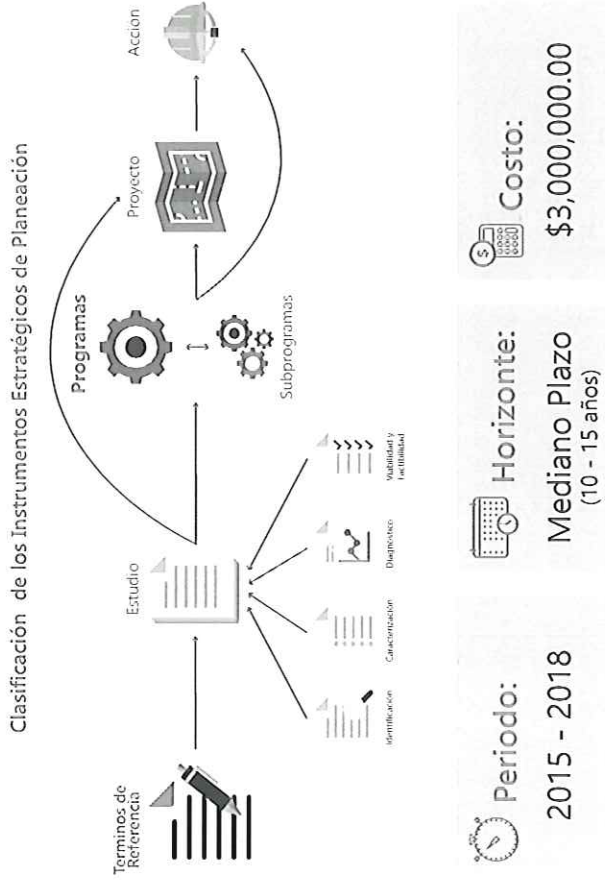 Clasificación de los Instrumentos Estratégicos de Planeación
Terminos de
Referencia
Estudio
Programas
Subprogramas
Proyecto
Accion
Identificación
Caracterización
Diagnóstico
Viabilidad y
Factibilidad
Periodo:
2015 - 2018
Horizonte:
Mediano Plazo
(10 - 15 años)
$
Costo:
$3,000,000.00